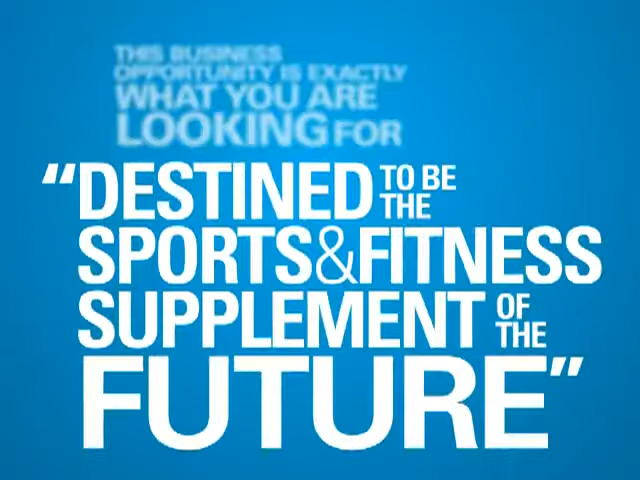 THIS BUSINESS
OPPORTUNITY IS EXACTLY
WHAT YOU ARE
LOOKING FOR
"DESTINED TO BE THE
SPORTS & FITNESS
SUPPLEMENT OF THE
FUTURE"